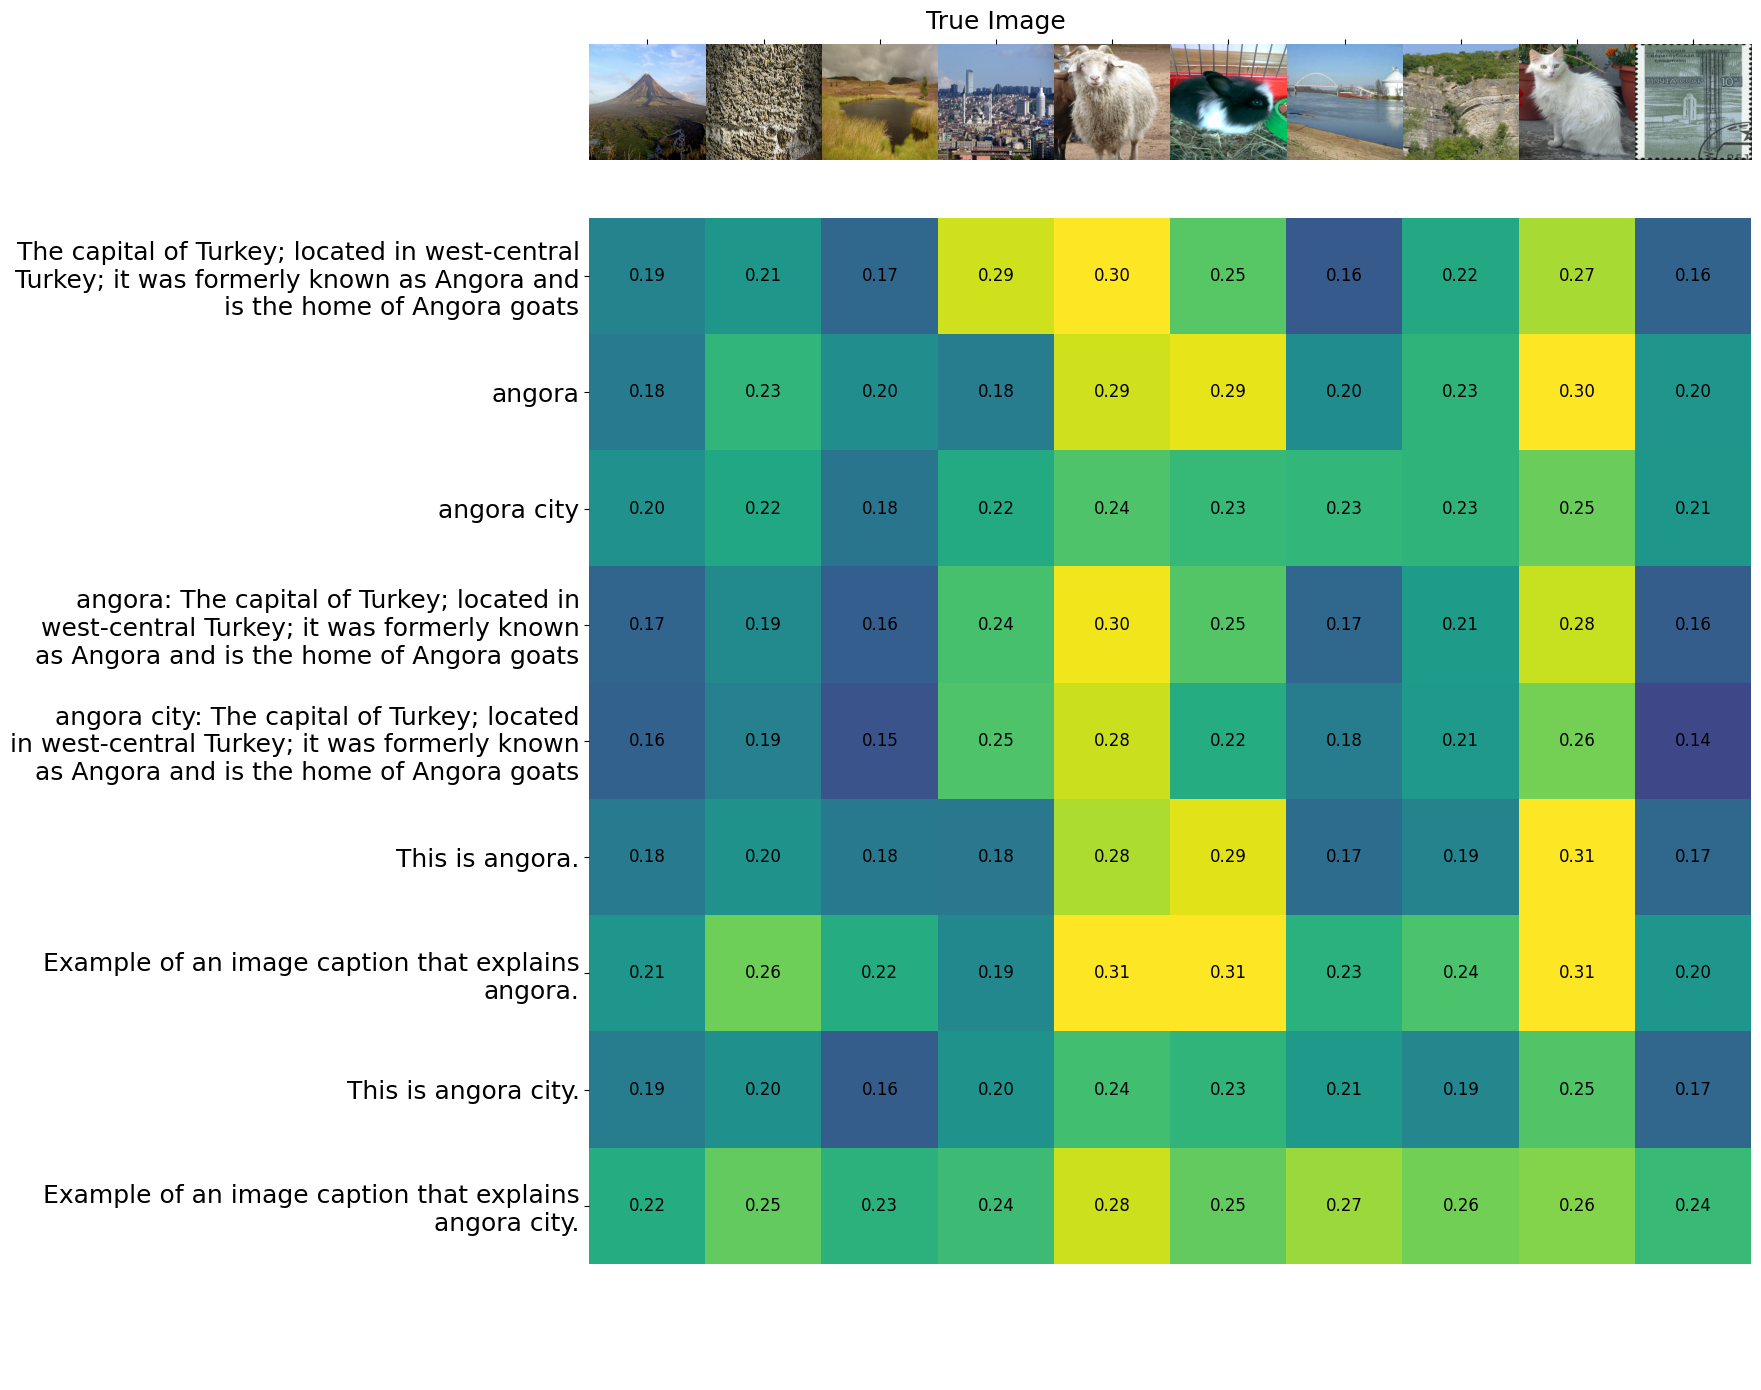 True Image
The capital of Turkey; located in west-central
Turkey; it was formerly known as Angora and
is the home of Angora goats
0.19 0.21 0.17 0.29 0.30 0.25 0.16 0.22 0.27 0.16
angora
0.18 0.23 0.20 0.18 0.29 0.29 0.20 0.23 0.30 0.20
angora city
0.20 0.22 0.18 0.22 0.24 0.23 0.23 0.23 0.25 0.21
angora: The capital of Turkey; located in
west-central Turkey; it was formerly known
as Angora and is the home of Angora goats
0.17 0.19 0.16 0.24 0.30 0.25 0.17 0.21 0.28 0.16
angora city: The capital of Turkey; located
in west-central Turkey; it was formerly known
as Angora and is the home of Angora goats
0.16 0.19 0.15 0.25 0.28 0.22 0.18 0.21 0.26 0.14
This is angora.
0.18 0.20 0.18 0.18 0.28 0.29 0.17 0.19 0.31 0.17
Example of an image caption that explains
angora.
0.21 0.26 0.22 0.19 0.31 0.31 0.23 0.24 0.31 0.20
This is angora city.
0.19 0.20 0.16 0.20 0.24 0.23 0.21 0.19 0.25 0.17
Example of an image caption that explains
angora city.
0.22 0.25 0.23 0.24 0.28 0.25 0.27 0.26 0.26 0.24